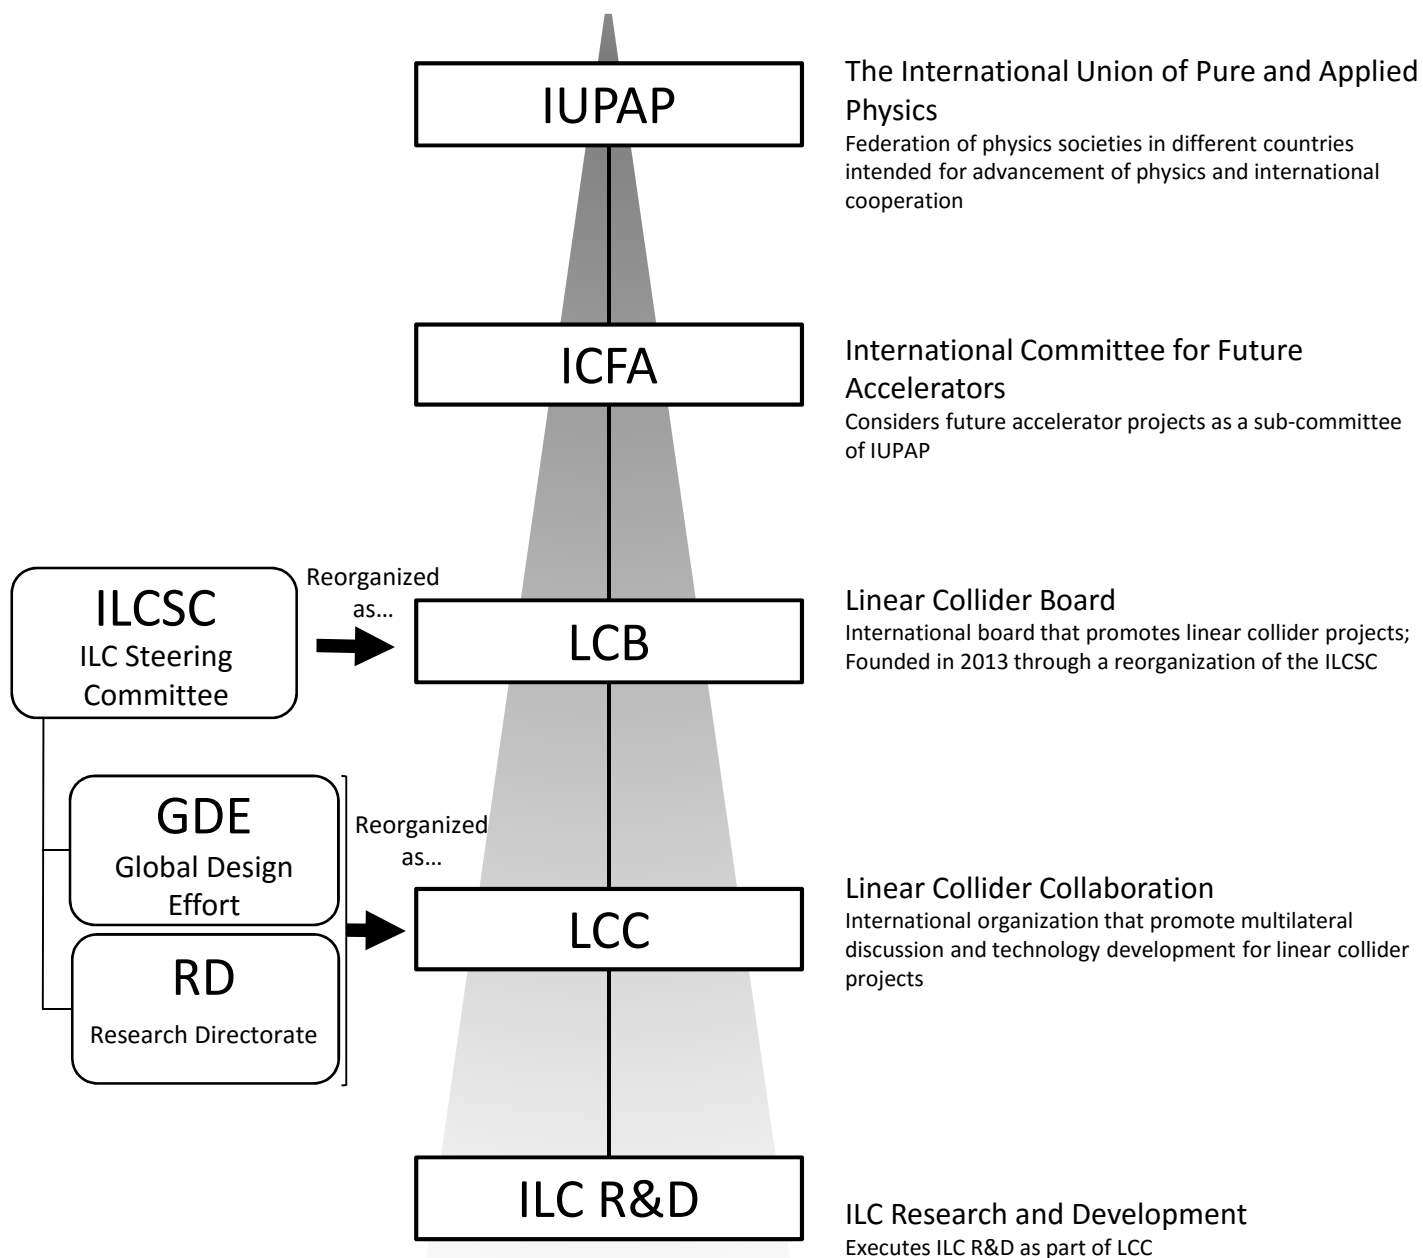 IUPAP
The International Union of Pure and Applied
Physics
Federation of physics societies in different countries
intended for advancement of physics and international
cooperation
ICFA
International Committee for Future
Accelerators
Considers future accelerator projects as a sub-committee
of IUPAP
ILCSC
ILC Steering
Committee
Reorganized
as...
LCB
Linear Collider Board
International board that promotes linear collider projects;
Founded in 2013 through a reorganization of the ILCSC
GDE
Global Design
Effort
RD
Research Directorate
Reorganized
as...
LCC
Linear Collider Collaboration
International organization that promote multilateral
discussion and technology development for linear collider
projects
ILC R&D
ILC Research and Development
Executes ILC R&D as part of LCC